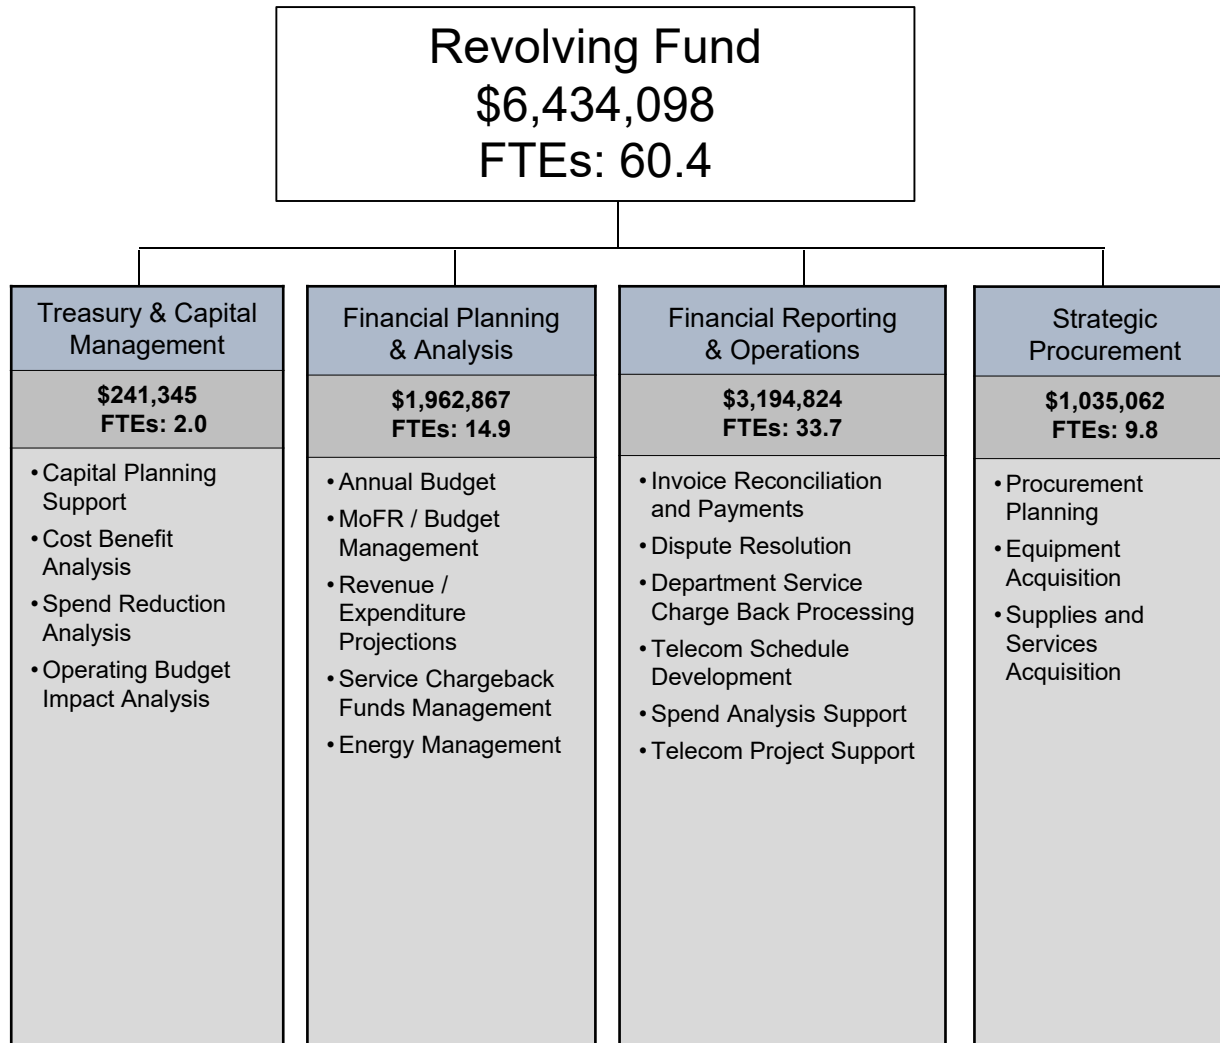 Revolving Fund
$6,434,098
FTEs: 60.4
Treasury & Capital
Management
$241,345
FTEs: 2.0
• Capital Planning
Support
• Cost Benefit
Analysis
• Spend Reduction
Analysis
• Operating Budget
Impact Analysis
Financial Planning
& Analysis
$1,962,867
FTEs: 14.9
• Annual Budget
• MoFR / Budget
Management
• Revenue /
Expenditure
Projections
• Service Chargeback
Funds Management
• Energy Management
Financial Reporting
& Operations
$3,194,824
FTEs: 33.7
• Invoice Reconciliation
and Payments
• Dispute Resolution
• Department Service
Charge Back Processing
• Telecom Schedule
Development
• Spend Analysis Support
• Telecom Project Support
Strategic
Procurement
$1,035,062
FTEs: 9.8
• Procurement
Planning
• Equipment
Acquisition
• Supplies and
Services
Acquisition